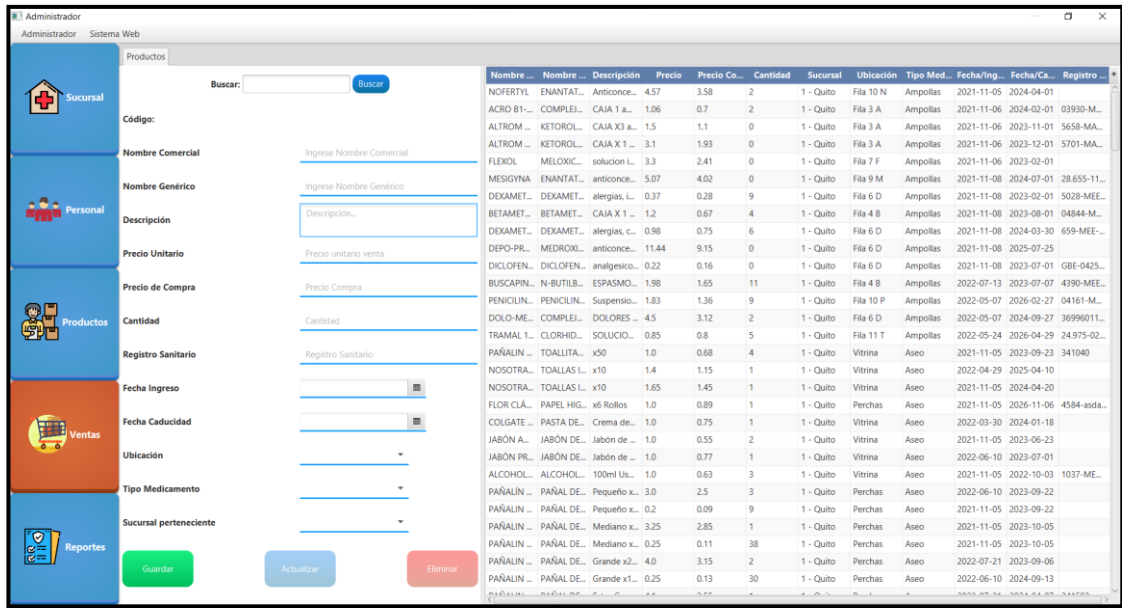 Administrador
Administrador Sistema Web
Sucursal
Personal
Productos
Ventas
Reportes
Productos
Buscar: Buscar
Código:
Nombre Comercial Ingrese Nombre Comercial
Nombre Genérico Ingrese Nombre Genérico
Descripción Descripción...
Precio Unitario Precio unitario venta
Precio de Compra Precio Compra
Cantidad Cantidad
Registro Sanitario Registro Sanitario
Fecha Ingreso
Fecha Caducidad
Ubicación
Tipo Medicamento
Sucursal perteneciente
Guardar Actualizar Eliminar
Nombre ... Nombre ... Descripción Precio Precio Co... Cantidad Sucursal Ubicación Tipo Med... Fecha/Ing... Fecha/Ca... Registro ...
NOFERTYL ENANTAT... Anticonce... 4.57 3.58 2 1 - Quito Fila 10 N Ampollas 2021-11-05 2024-04-01
ACRO B1-... COMPLEJ... CAJA 1 a... 1.06 0.7 2 1 - Quito Fila 3 A Ampollas 2021-11-06 2024-02-01 03930-M...
ALTROM ... KETOROL... CAJA X3 a... 1.5 1.1 0 1 - Quito Fila 3 A Ampollas 2021-11-06 2023-11-01 5658-MA...
ALTROM ... KETOROL... CAJA X 1 ... 3.1 1.93 0 1 - Quito Fila 3 A Ampollas 2021-11-06 2023-12-01 5701-MA...
FLEXOL MELOXIC... solucion i... 3.3 2.41 0 1 - Quito Fila 7 F Ampollas 2021-11-06 2023-02-01
MESIGYNA ENANTAT... anticonce... 5.07 4.02 0 1 - Quito Fila 9 M Ampollas 2021-11-08 2024-07-01 28.655-11...
DEXAMET... DEXAMET... alergias, i... 0.37 0.28 9 1 - Quito Fila 6 D Ampollas 2021-11-08 2023-02-01 5028-MEE...
BETAMET... BETAMET... CAJA X 1 ... 1.2 0.67 4 1 - Quito Fila 4 B Ampollas 2021-11-08 2023-08-01 04844-M...
DEXAMET... DEXAMET... alergias, c... 0.98 0.75 6 1 - Quito Fila 6 D Ampollas 2021-11-08 2024-03-30 659-MEE-...
DEPO-PR... MEDROXI... anticonce... 11.44 9.15 0 1 - Quito Fila 6 D Ampollas 2021-11-08 2025-07-25
DICLOFEN... DICLOFEN... analgesico... 0.22 0.16 0 1 - Quito Fila 6 D Ampollas 2021-11-08 2023-07-01 GBE-0425...
BUSCAPIN... N-BUTILB... ESPASMO... 1.98 1.65 11 1 - Quito Fila 4 B Ampollas 2022-07-13 2023-07-07 4390-MEE...
PENICILIN... PENICILIN... Suspensio... 1.83 1.36 9 1 - Quito Fila 10 P Ampollas 2022-05-07 2026-02-27 04161-M...
DOLO-ME... COMPLEJ... DOLORES ... 4.5 3.12 2 1 - Quito Fila 6 D Ampollas 2022-05-07 2024-09-27 36996011...
TRAMAL 1... CLORHID... SOLUCIO... 0.85 0.8 5 1 - Quito Fila 11 T Ampollas 2022-05-24 2026-04-29 24.975-02...
PAÑALIN ... TOALLITA... x50 1.0 0.68 4 1 - Quito Vitrina Aseo 2021-11-05 2023-09-23 341040
NOSOTRA... TOALLAS I... x10 1.4 1.15 1 1 - Quito Vitrina Aseo 2022-04-29 2025-04-10
NOSOTRA... TOALLAS I... x10 1.65 1.45 1 1 - Quito Vitrina Aseo 2021-11-05 2024-04-20
FLOR CLÁ... PAPEL HIG... x6 Rollos 1.0 0.89 1 1 - Quito Perchas Aseo 2021-11-05 2026-11-06 4584-asda...
COLGATE ... PASTA DE... Crema de... 1.0 0.75 1 1 - Quito Vitrina Aseo 2022-03-30 2024-01-18
JABÓN A... JABÓN DE... Jabón de ... 1.0 0.55 2 1 - Quito Vitrina Aseo 2021-11-05 2023-06-23
JABÓN PR... JABÓN DE... Jabón de ... 1.0 0.77 1 1 - Quito Vitrina Aseo 2022-06-10 2023-07-01
ALCOHOL... ALCOHOL... 100ml Us... 1.0 0.63 3 1 - Quito Vitrina Aseo 2021-11-05 2022-10-03 1037-ME...
PAÑALÍN ... PAÑAL DE... Pequeño x... 3.0 2.5 3 1 - Quito Perchas Aseo 2022-06-10 2023-09-22
PAÑALIN ... PAÑAL DE... Pequeño x... 0.2 0.09 9 1 - Quito Perchas Aseo 2021-11-05 2023-09-22
PAÑALIN ... PAÑAL DE... Mediano x... 3.25 2.85 1 1 - Quito Perchas Aseo 2021-11-05 2023-10-05
PAÑALIN ... PAÑAL DE... Mediano x... 0.25 0.11 38 1 - Quito Perchas Aseo 2021-11-05 2023-10-05
PAÑALIN ... PAÑAL DE... Grande x2... 4.0 3.15 2 1 - Quito Perchas Aseo 2022-07-21 2023-09-06
PAÑALIN ... PAÑAL DE... Grande x1... 0.25 0.13 30 1 - Quito Perchas Aseo 2022-06-10 2024-09-13